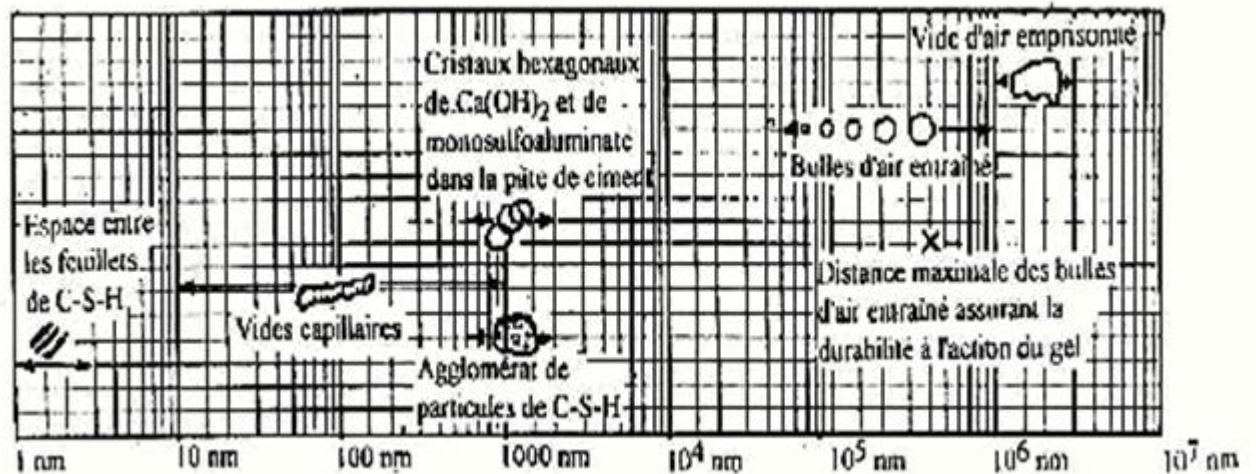 Vide d'air emprisonné
Cristaux hexagonaux
de Ca(OH)2 et de
monosulfoaluminate
dans la pâte de ciment
Bulles d'air entraîné
Espace entre
les feuillets
de C-S-H
Vides capillaires
Distance maximale des bulles
d'air entraîné assurant la
durabilité à l'action du gel
Agglomérat de
particules de C-S-H
1 nm 10 nm 100 nm 1000 nm 10⁴ nm 10⁵ nm 10⁶ nm 10⁷ nm